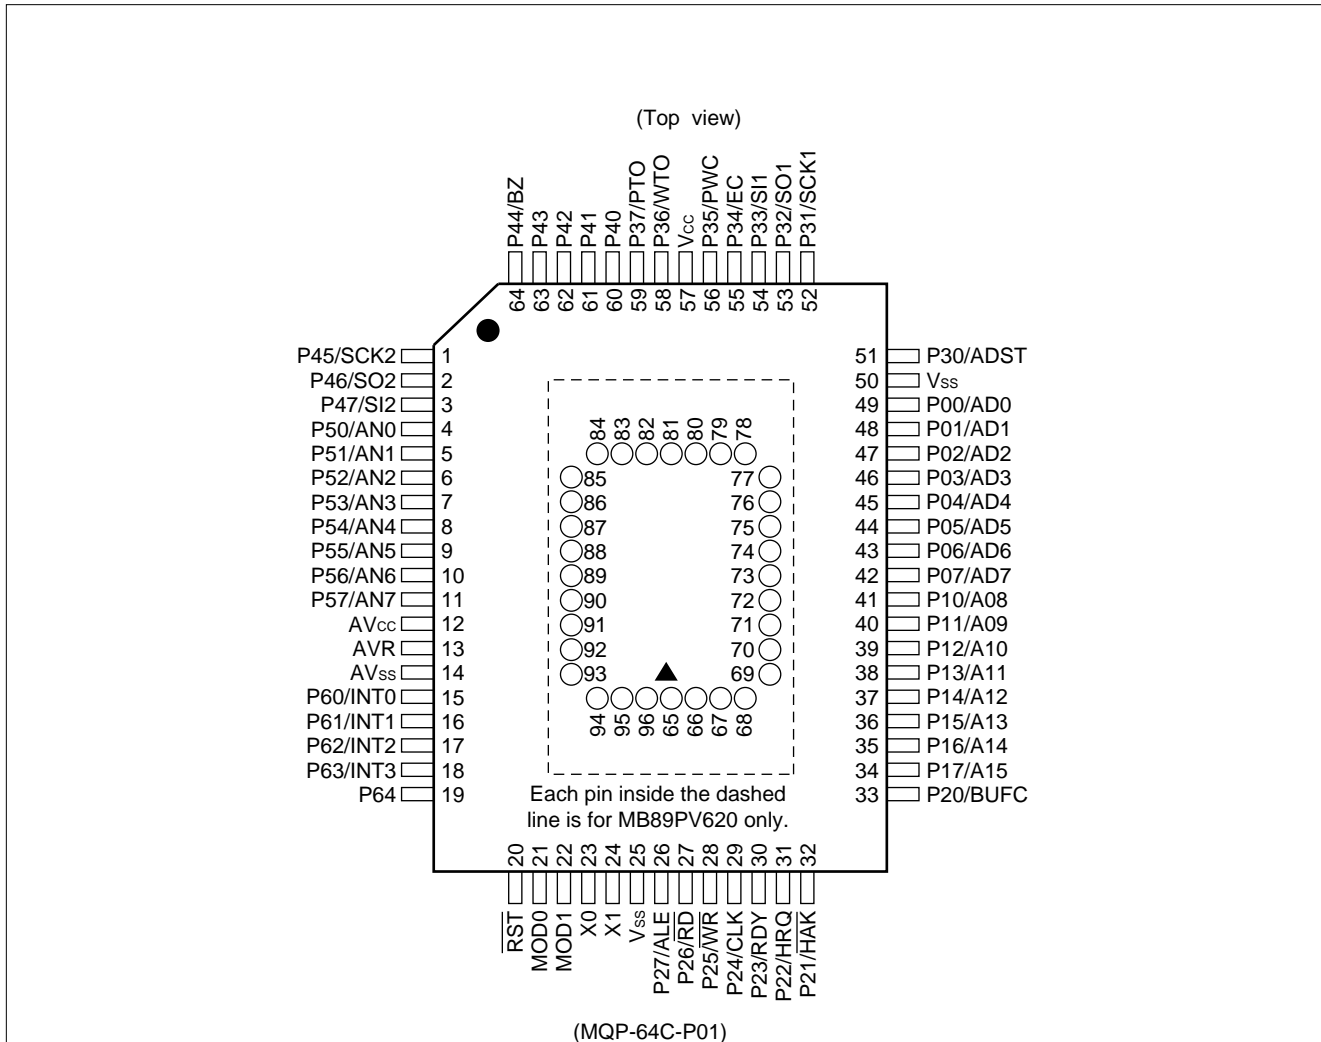 (Top view)
P44/BZ
P43
P42
P41
P40
P37/PTO
P36/WTO
Vcc
P35/PWC
P34/EC
P33/SI1
P32/SO1
P31/SCK1
64
63
62
61
60
59
58
57
56
55
54
53
52
P45/SCK2 1
P46/SO2 2
P47/SI2 3
P50/AN0 4
P51/AN1 5
P52/AN2 6
P53/AN3 7
P54/AN4 8
P55/AN5 9
P56/AN6 10
P57/AN7 11
AVcc 12
AVR 13
AVss 14
P60/INT0 15
P61/INT1 16
P62/INT2 17
P63/INT3 18
P64 19
84
83
82
81
80
79
78
85
86
87
88
89
90
91
92
93
77
76
75
74
73
72
71
70
69
94
95
96
65
66
67
68
51 P30/ADST
50 Vss
49 P00/AD0
48 P01/AD1
47 P02/AD2
46 P03/AD3
45 P04/AD4
44 P05/AD5
43 P06/AD6
42 P07/AD7
41 P10/A08
40 P11/A09
39 P12/A10
38 P13/A11
37 P14/A12
36 P15/A13
35 P16/A14
34 P17/A15
33 P20/BUFC
Each pin inside the dashed
line is for MB89PV620 only.
20
21
22
23
24
25
26
27
28
29
30
31
32
RST
MOD0
MOD1
X0
X1
Vss
P27/ALE
P26/RD
P25/WR
P24/CLK
P23/RDY
P22/HRQ
P21/HAK
(MQP-64C-P01)